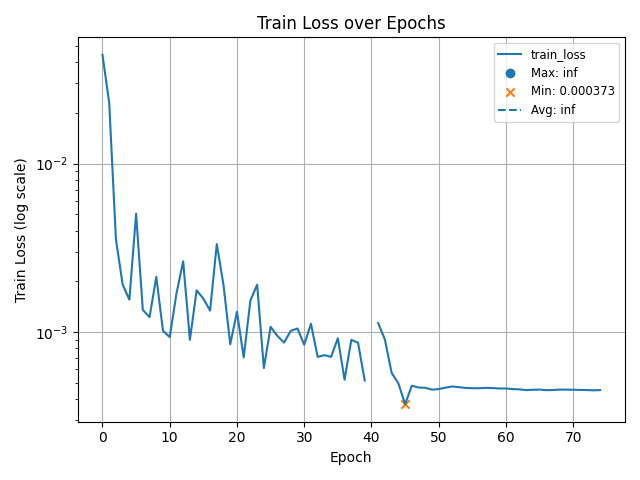 Train Loss over Epochs
train_loss
Max: inf
Min: 0.000373
Avg: inf
Train Loss (log scale)
10⁻²
10⁻³
0 10 20 30 40 50 60 70
Epoch